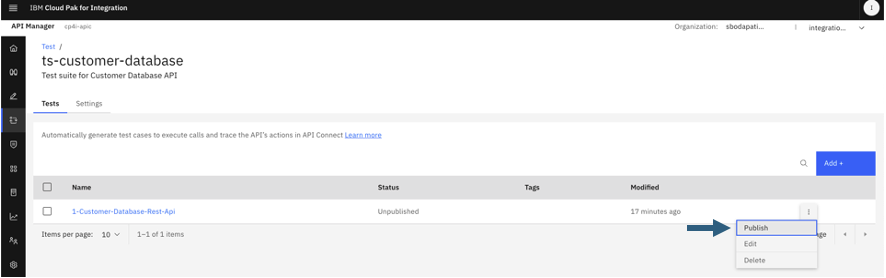 IBM Cloud Pak for Integration
API Manager cp4i-apic Organization: sbodapati... integratio...
Test /
ts-customer-database
Test suite for Customer Database API
Tests Settings
Automatically generate test cases to execute calls and trace the API's actions in API Connect Learn more
Add +
Name Status Tags Modified
1-Customer-Database-Rest-Api Unpublished 17 minutes ago
Items per page: 10 1–1 of 1 items
Publish
Edit
Delete